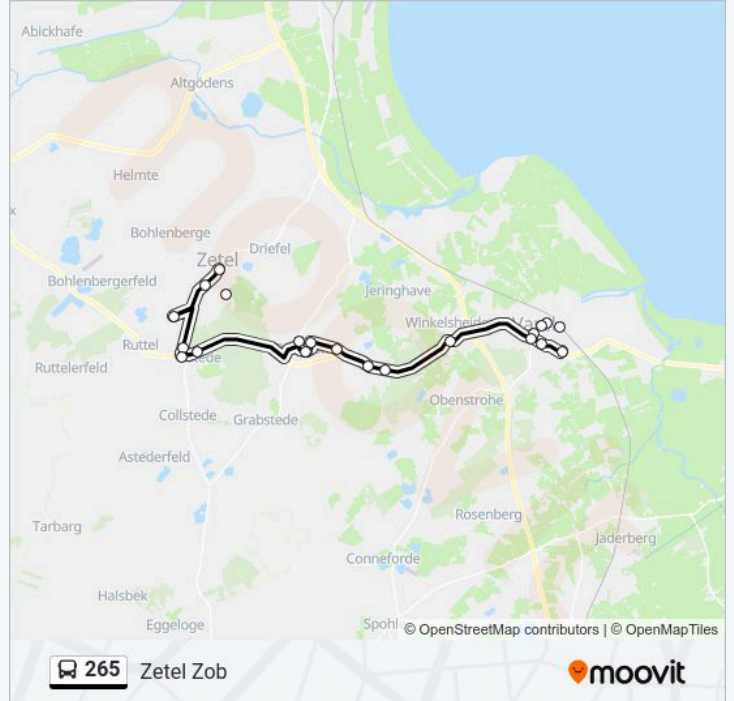 Abickhafe
Altgödens
Helmte
x
Bohlenberge
Driefel
Zetel
Bohlenbergerfeld
Jeringhave
Winkelsheide
Ruttel
Ruttelerfeld
Obenstrohe
Collstede
Grabstede
Astederfeld
Rosenberg
Tarbarg
Jaderberg
Conneforde
Halsbek
Eggeloge
Spohl
© OpenStreetMap contributors | © OpenMapTiles
265 Zetel Zob
moovit